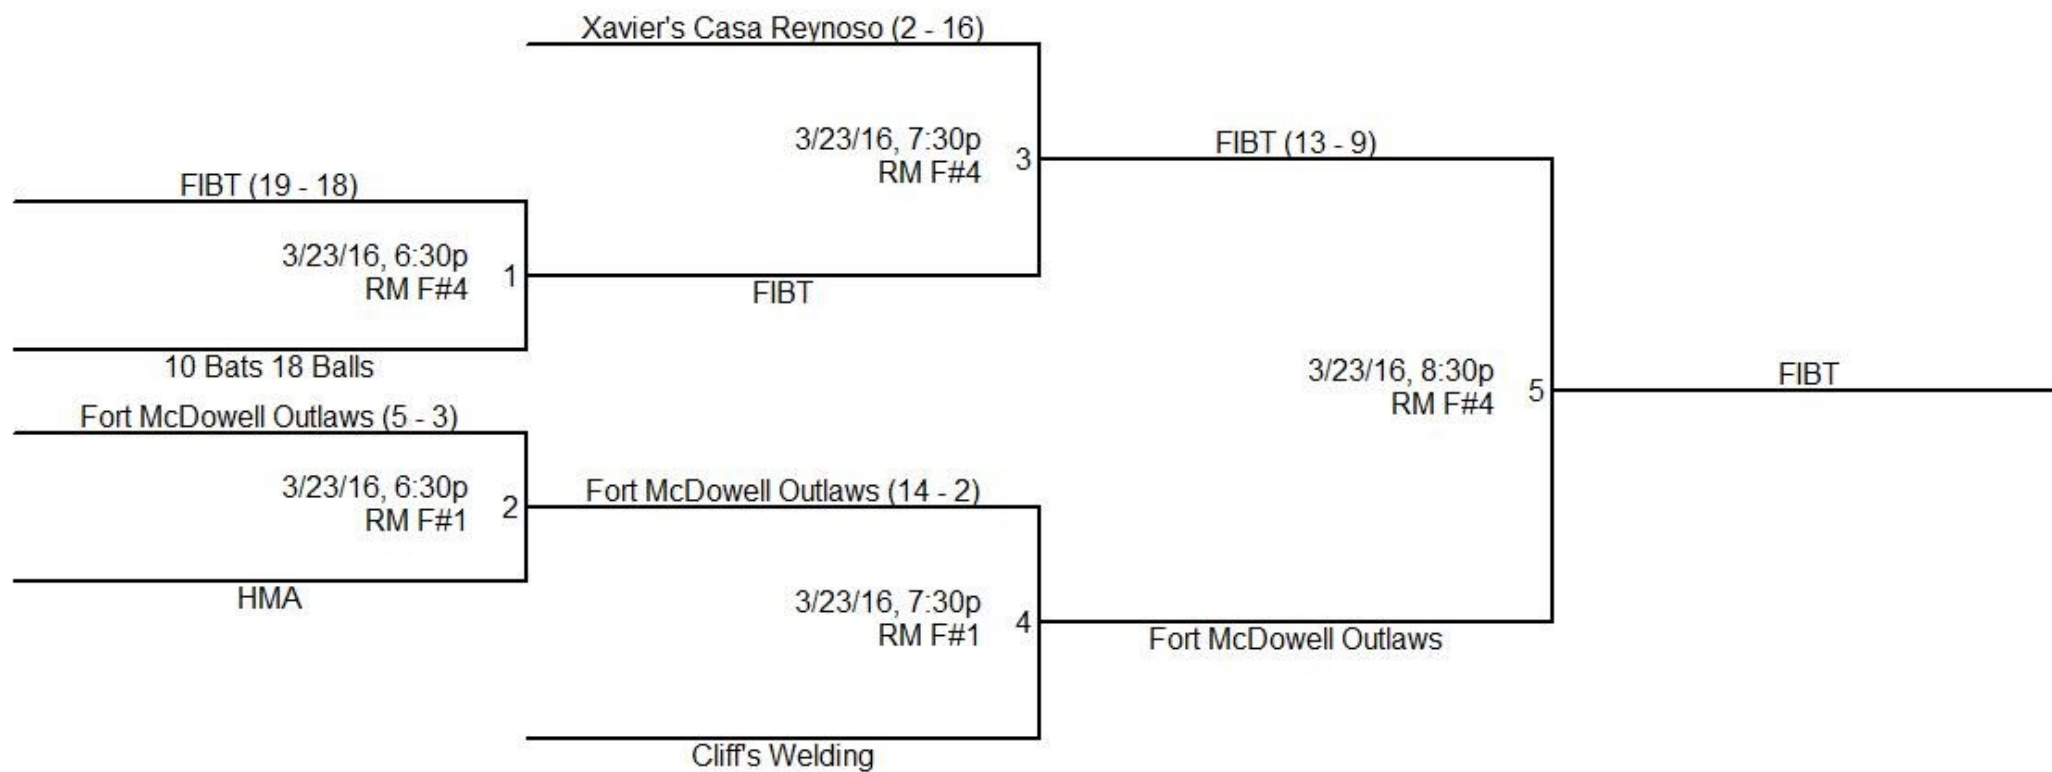 Xavier's Casa Reynoso (2 - 16)
3/23/16, 7:30p
RM F#4
3
FIBT (13 - 9)
FIBT (19 - 18)
3/23/16, 6:30p
RM F#4
1
FIBT
10 Bats 18 Balls
3/23/16, 8:30p
RM F#4
5
FIBT
Fort McDowell Outlaws (5 - 3)
3/23/16, 6:30p
RM F#1
2
Fort McDowell Outlaws (14 - 2)
HMA
3/23/16, 7:30p
RM F#1
4
Fort McDowell Outlaws
Cliff's Welding